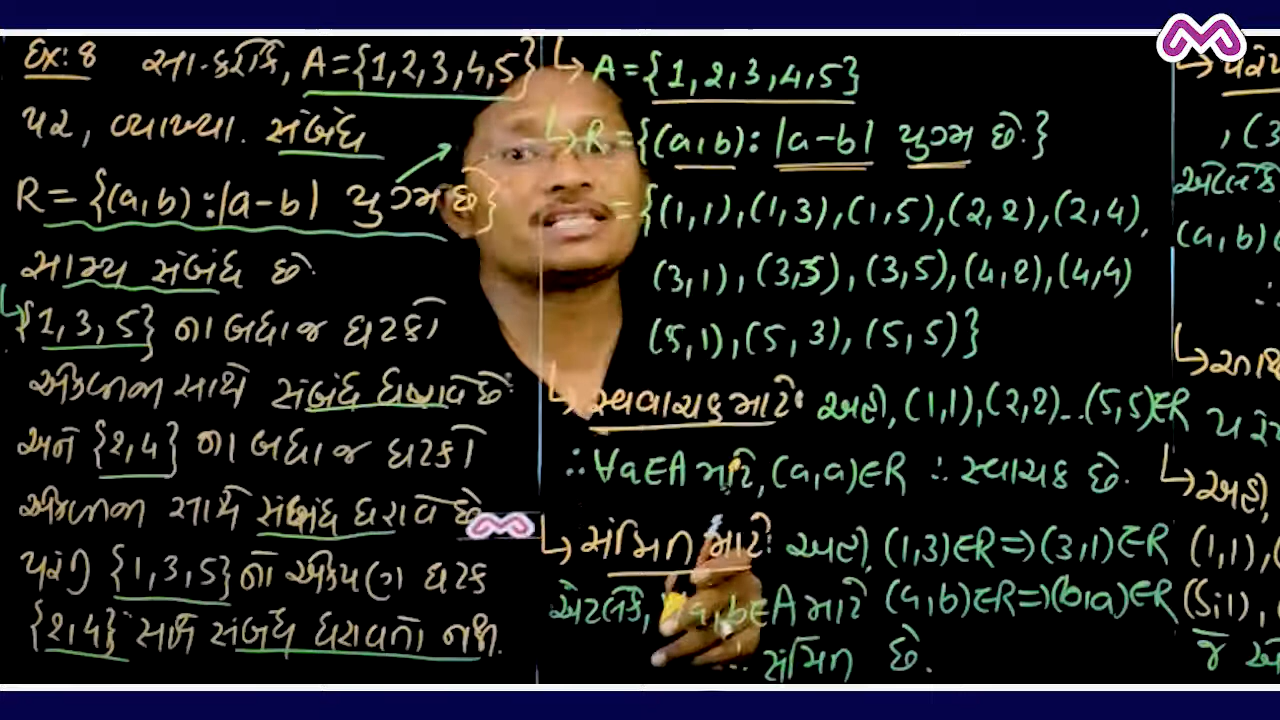 Ex: 8 સાબિત કરો કે, A={1,2,3,4,5}
પર, વ્યાખ્યા. સંબંધ
R={(a,b):|a-b| યુગ્મ છે}
સામ્ય સંબંધ છે.
{1,3,5} ના બધા જ ઘટકો
એકબીજા સાથે સંબંધ ધરાવે છે.
અને {2,4} ના બધા જ ઘટકો
એકબીજા સાથે સંબંધ ધરાવે છે
પરંતુ {1,3,5} નો એકપણ ઘટક
{2,4} સાથે સંબંધ ધરાવતો નથી.
A={1,2,3,4,5}
R={(a,b): |a-b| યુગ્મ છે.}
={(1,1),(1,3),(1,5),(2,2),(2,4),
(3,1),(3,3),(3,5),(4,2),(4,4)
(5,1),(5,3),(5,5)}
સ્વવાચક માટે: અહી, (1,1),(2,2)...(5,5)∈R
∴ ∀a∈A માટે, (a,a)∈R ∴ સ્વવાચક છે.
સંમિત માટે: અહી, (1,3)∈R⇒(3,1)∈R
એટલેકે, a,b∈A માટે (a,b)∈R⇒(b,a)∈R
સંમિત છે.
,(3
એટલેકે
(a,b)
∴
અહી,
(1,1),(
(5,1),